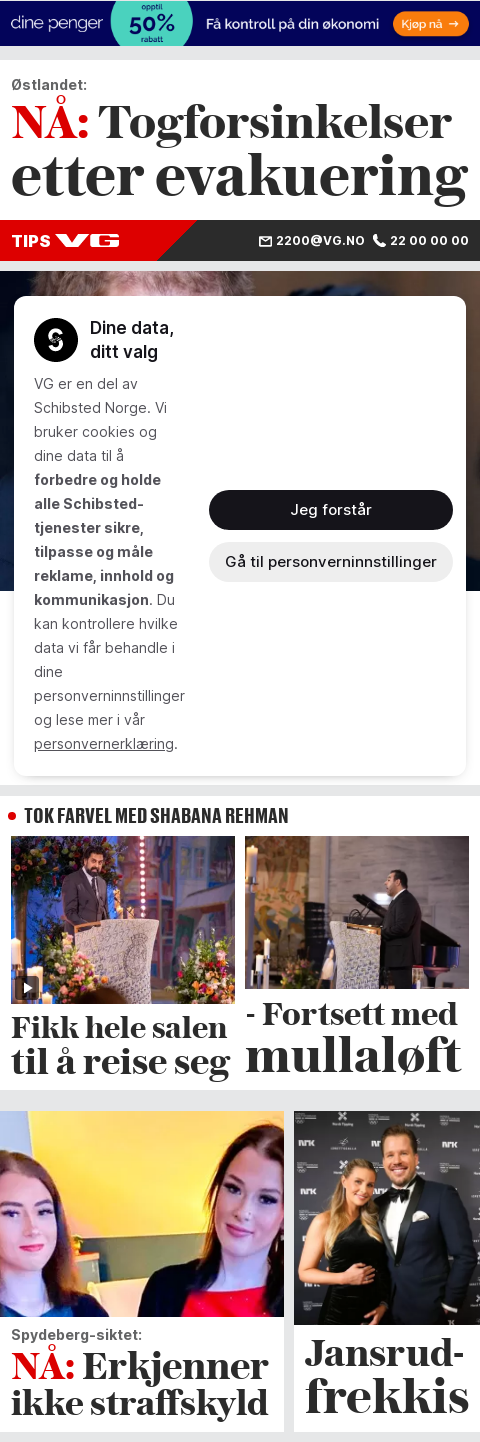 dine penger
opptil
50%
rabatt
Få kontroll på din økonomi
Kjøp nå →
Østlandet:
NÅ: Togforsinkelser
etter evakuering
TIPS VG
2200@VG.NO
22 00 00 00
Dine data,
ditt valg
VG er en del av
Schibsted Norge. Vi
bruker cookies og
dine data til å
forbedre og holde
alle Schibsted-
tjenester sikre,
tilpasse og måle
reklame, innhold og
kommunikasjon. Du
kan kontrollere hvilke
data vi får behandle i
dine
personverninnstillinger
og lese mer i vår
personvernerklæring.
Jeg forstår
Gå til personverninnstillinger
TOK FARVEL MED SHABANA REHMAN
Fikk hele salen
til å reise seg
- Fortsett med
mullaløft
Norsk Tipping
NRK
NRK
NRK
Spydeberg-siktet:
NÅ: Erkjenner
ikke straffskyld
Jansrud-
frekkis